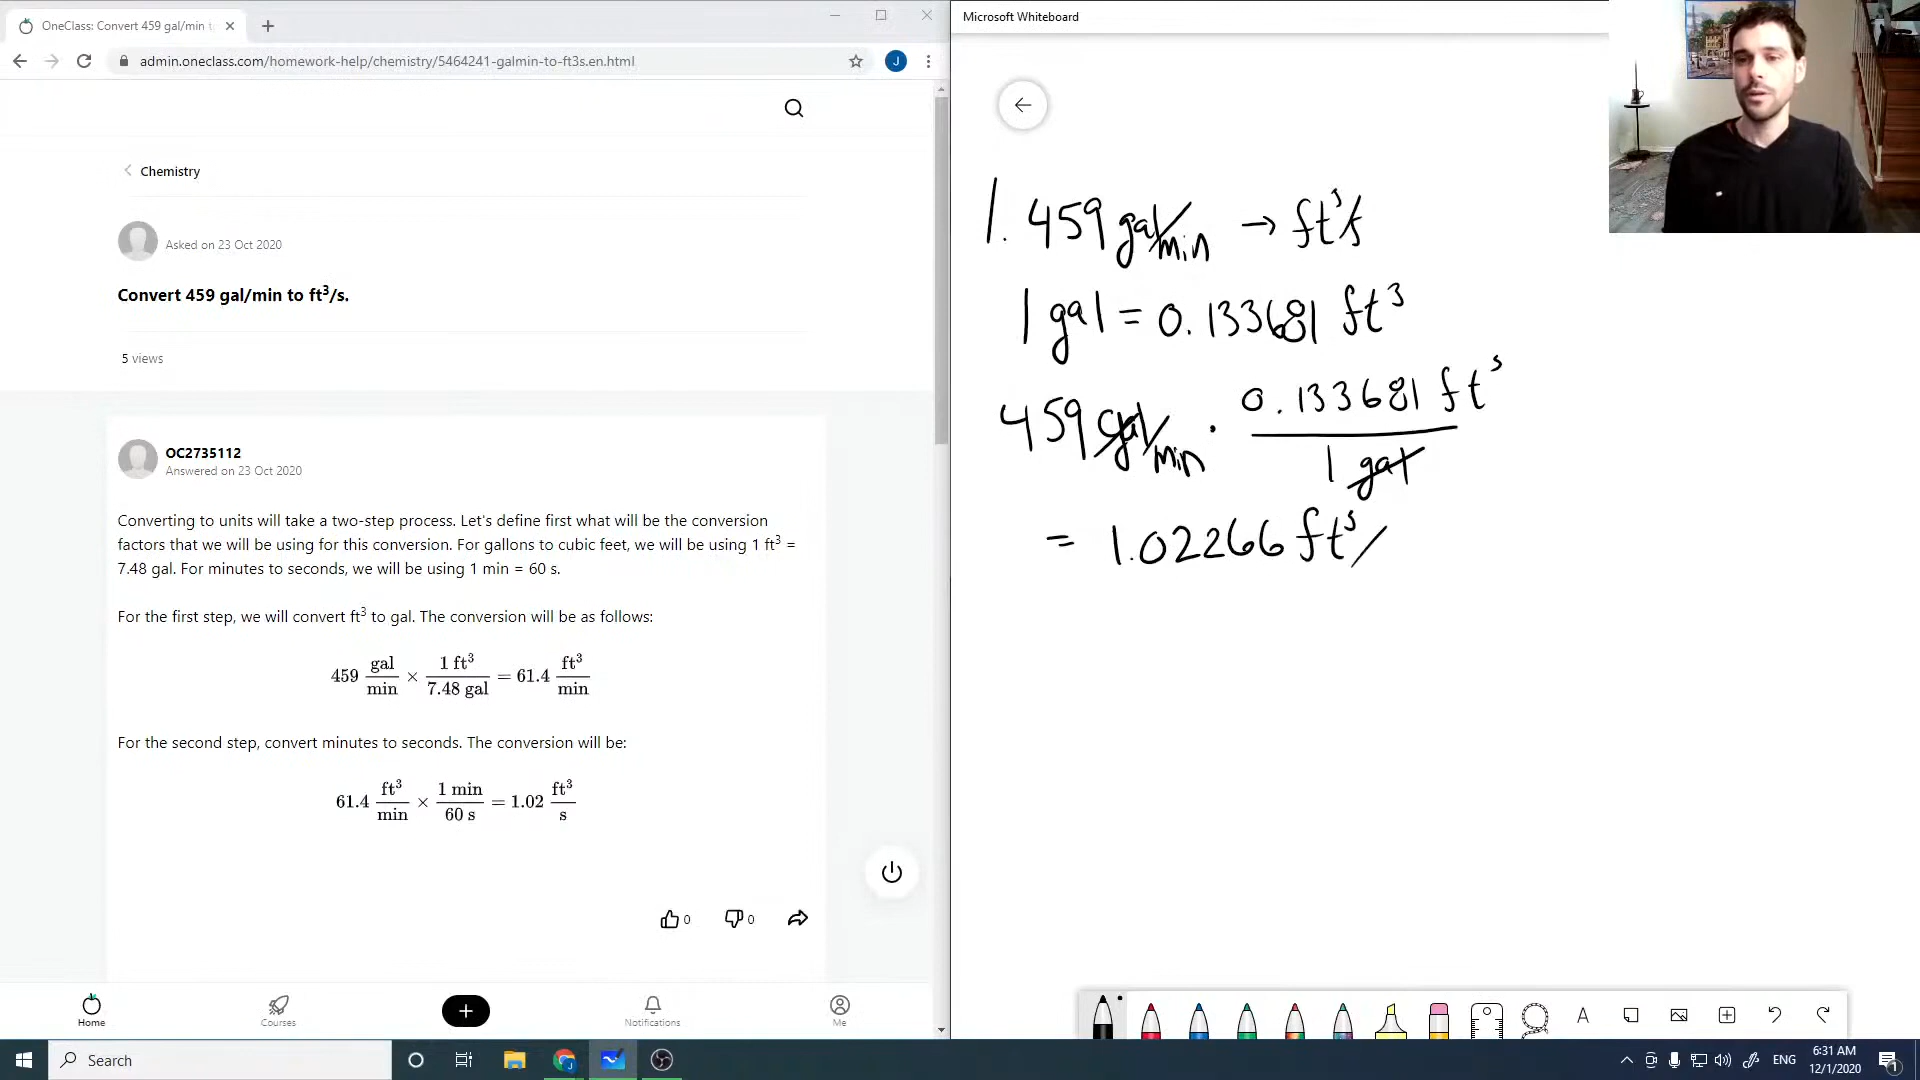 OneClass: Convert 459 gal/min t
admin.oneclass.com/homework-help/chemistry/5464241-galmin-to-ft3s.en.html
J
Chemistry
Asked on 23 Oct 2020
Convert 459 gal/min to ft³/s.
5 views
OC2735112
Answered on 23 Oct 2020
Converting to units will take a two-step process. Let's define first what will be the conversion
factors that we will be using for this conversion. For gallons to cubic feet, we will be using 1 ft³ =
7.48 gal. For minutes to seconds, we will be using 1 min = 60 s.
For the first step, we will convert ft³ to gal. The conversion will be as follows:
459 gal/min × 1 ft³/7.48 gal = 61.4 ft³/min
For the second step, convert minutes to seconds. The conversion will be:
61.4 ft³/min × 1 min/60 s = 1.02 ft³/s
0 0
Home Courses Notifications Me
Microsoft Whiteboard
1. 459 gal/min → ft³/s
1 gal = 0.133681 ft³
459 gal/min · 0.133681 ft³/1 gal
= 1.02266 ft³/
A
Search
ENG
6:31 AM
12/1/2020
1